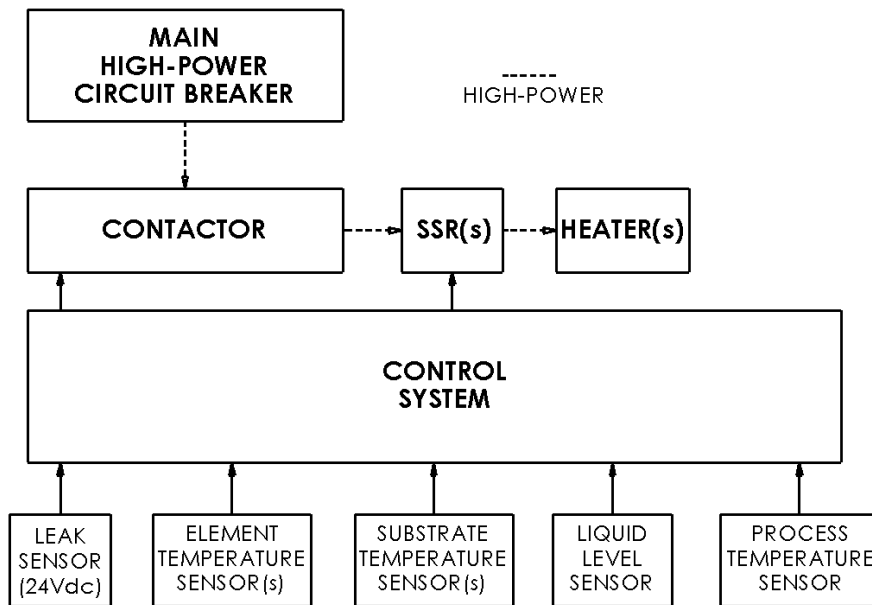 MAIN
HIGH-POWER
CIRCUIT BREAKER
HIGH-POWER
CONTACTOR
SSR(s)
HEATER(s)
CONTROL
SYSTEM
LEAK
SENSOR
(24Vdc)
ELEMENT
TEMPERATURE
SENSOR(s)
SUBSTRATE
TEMPERATURE
SENSOR(s)
LIQUID
LEVEL
SENSOR
PROCESS
TEMPERATURE
SENSOR